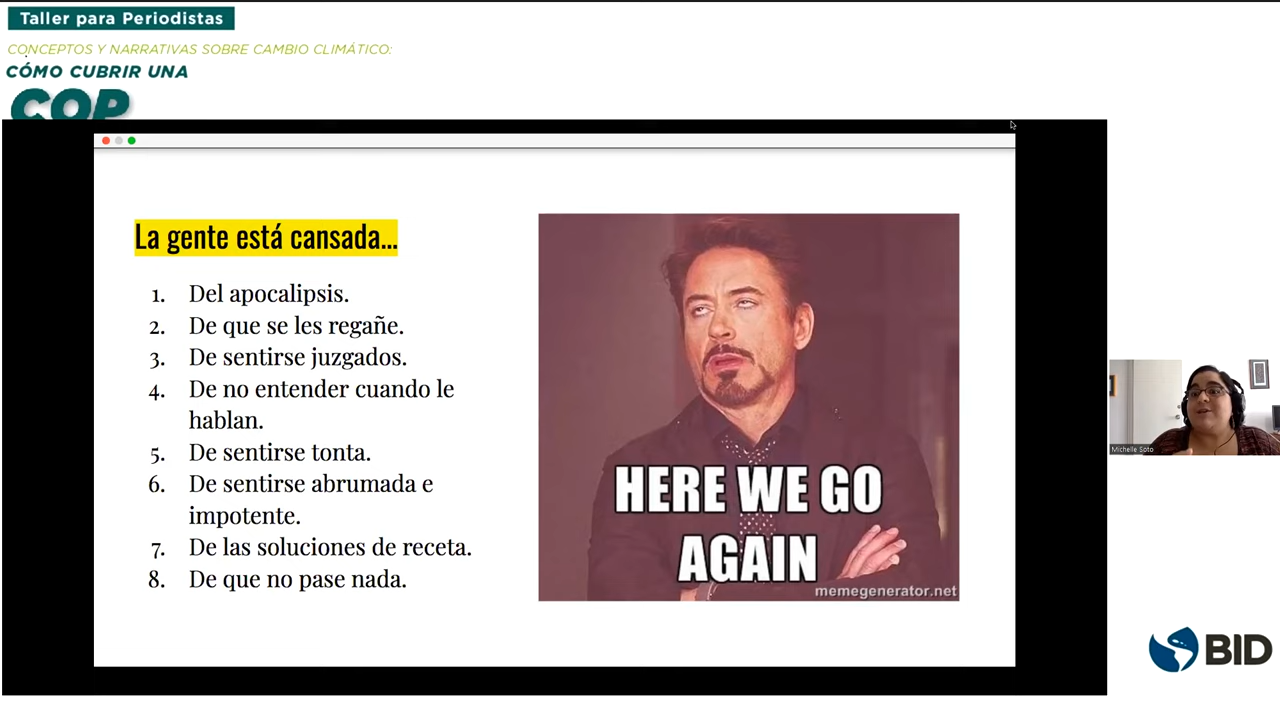 Taller para Periodistas
CONCEPTOS Y NARRATIVAS SOBRE CAMBIO CLIMÁTICO:
CÓMO CUBRIR UNA
COP
La gente está cansada...
1. Del apocalipsis.
2. De que se les regañe.
3. De sentirse juzgados.
4. De no entender cuando le
hablan.
5. De sentirse tonta.
6. De sentirse abrumada e
impotente.
7. De las soluciones de receta.
8. De que no pase nada.
HERE WE GO
AGAIN
memegenerator.net
Michelle Soto
BID